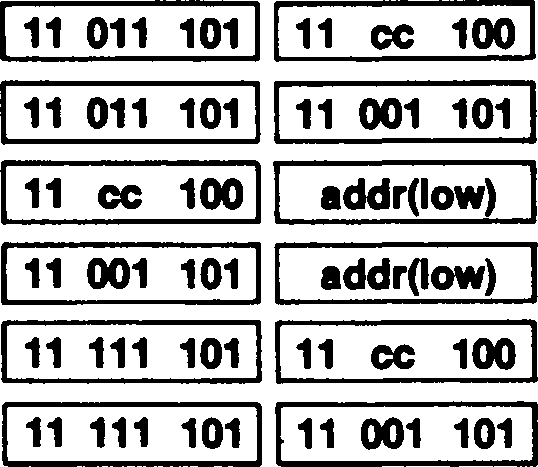 11 011 101 11 cc 100
11 011 101 11 001 101
11 cc 100 addr(low)
11 001 101 addr(low)
11 111 101 11 cc 100
11 111 101 11 001 101